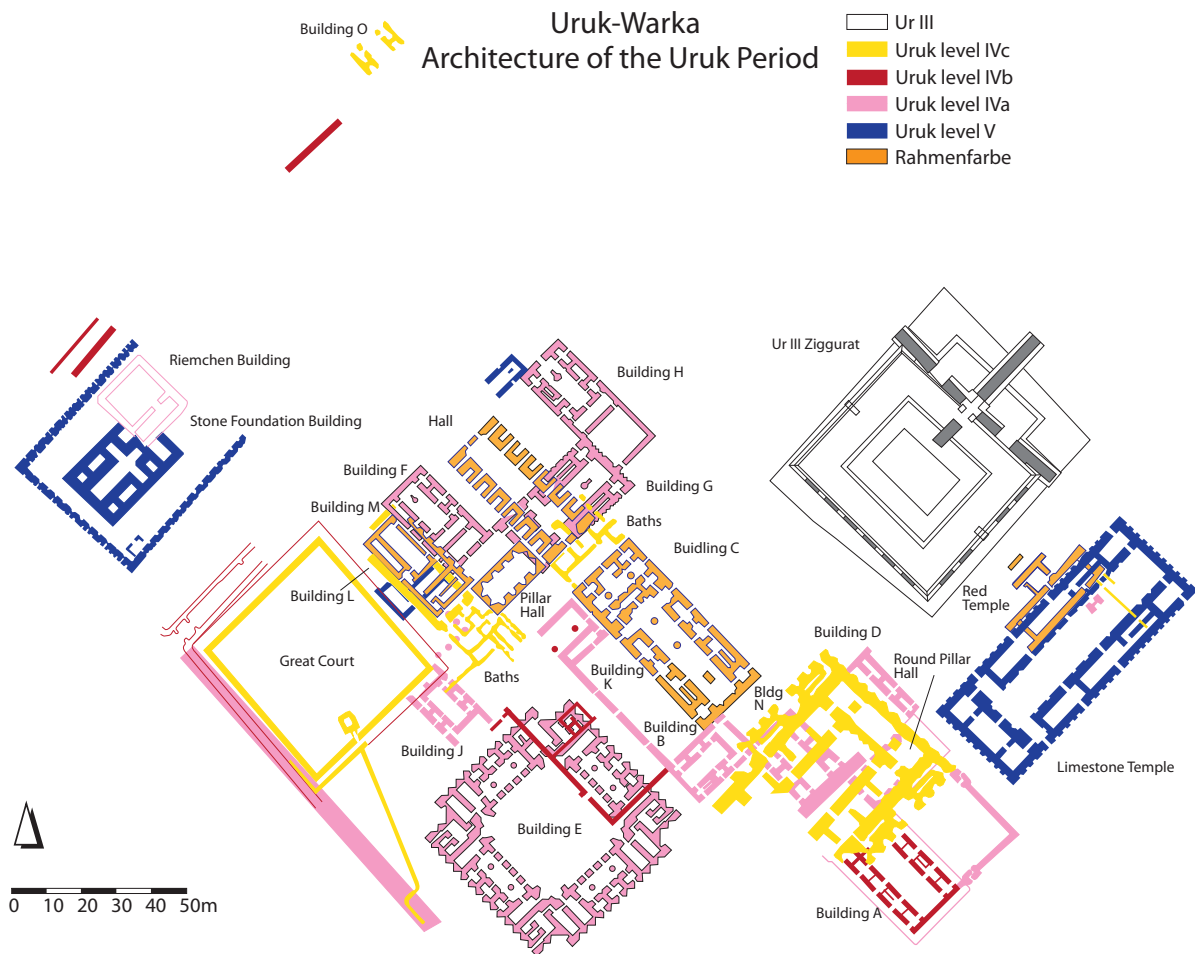 Uruk-Warka
Architecture of the Uruk Period
Ur III
Uruk level IVc
Uruk level IVb
Uruk level IVa
Uruk level V
Rahmenfarbe
Building O
Riemchen Building
Stone Foundation Building
Hall
Building H
Ur III Ziggurat
Building F
Building G
Building M
Baths
Buidling C
Building L
Pillar
Hall
Red
Temple
Great Court
Baths
Building
K
Building D
Round Pillar
Hall
Bldg
N
Building
B
Building J
Limestone Temple
Building E
Building A
0 10 20 30 40 50m